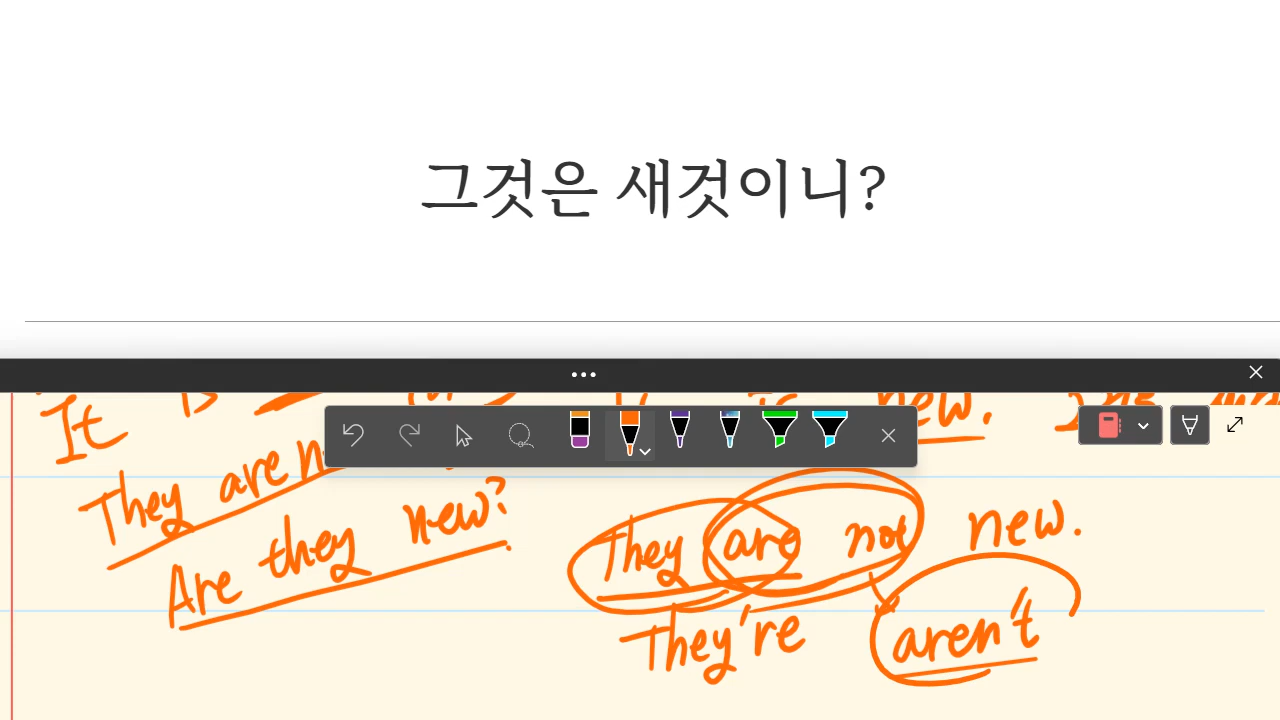 그것은 새것이니?
It is new.
They are
Are they new?
They are not new.
They're aren't